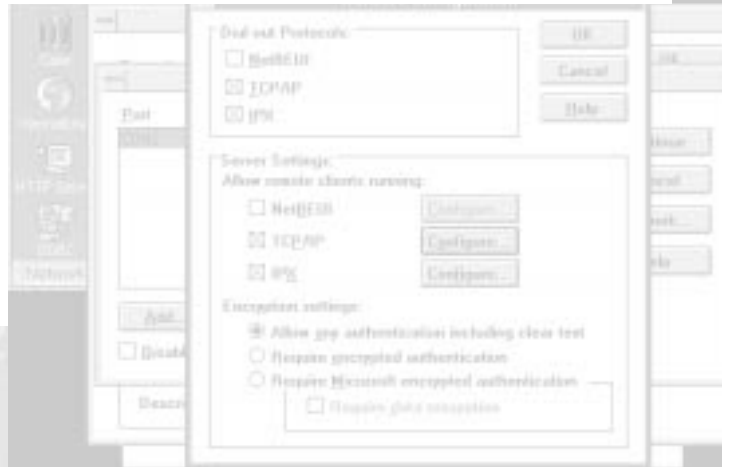 Dial out Protocols:
NetBEUI
TCP/IP
IPX
OK
Cancel
Help
Port
Server Settings:
Allow remote clients running:
NetBEUI
Configure...
TCP/IP
Configure...
IPX
Configure...
Encryption settings:
Allow any authentication including clear text
Require encrypted authentication
Require Microsoft encrypted authentication
Require data encryption
Add
Network